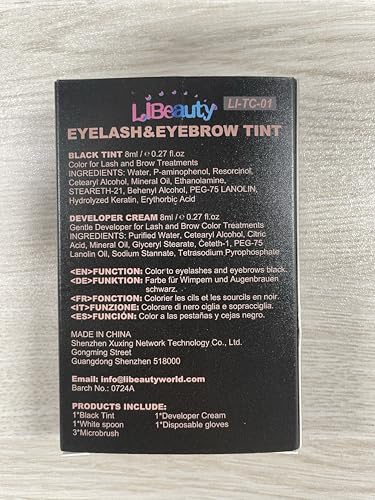 LiBeauty
LI-TC-01
EYELASH&EYEBROW TINT
BLACK TINT 8ml / ℮ 0.27 fl.oz
Color for Lash and Brow Treatments
INGREDIENTS: Water, P-aminophenol, Resorcinol,
Cetearyl Alcohol, Mineral Oil, Ethanolamine,
STEARETH-21, Behenyl Alcohol, PEG-75 LANOLIN,
Hydrolyzed Keratin, Erythorbic Acid
DEVELOPER CREAM 8ml / ℮ 0.27 fl.oz
Gentle Developer for Lash and Brow Color Treatments
INGREDIENTS: Purified Water, Cetearyl Alcohol, Citric
Acid, Mineral Oil, Glyceryl Stearate, Ceteth-1, PEG-75
Lanolin Oil, Sodium Stannate, Tetrasodium Pyrophosphate
<EN>FUNCTION: Color to eyelashes and eyebrows black.
<DE>FUNKTION: Farbe für Wimpern und Augenbrauen
schwarz.
<FR>FONCTION: Colorier les cils et les sourcils en noir.
<IT>FUNZIONE: Colorare di nero ciglia e sopracciglia.
<ES>FUNCIÓN: Color a las pestañas y cejas negro.
MADE IN CHINA
Shenzhen Xuxing Network Technology Co., Ltd.
Gongming Street
Guangdong Shenzhen 518000
Email: info@libeautyworld.com
Barch No.: 0724A
PRODUCTS INCLUDE:
1*Black Tint 1*Developer Cream
1*White spoon 1*Disposable gloves
3*Microbrush